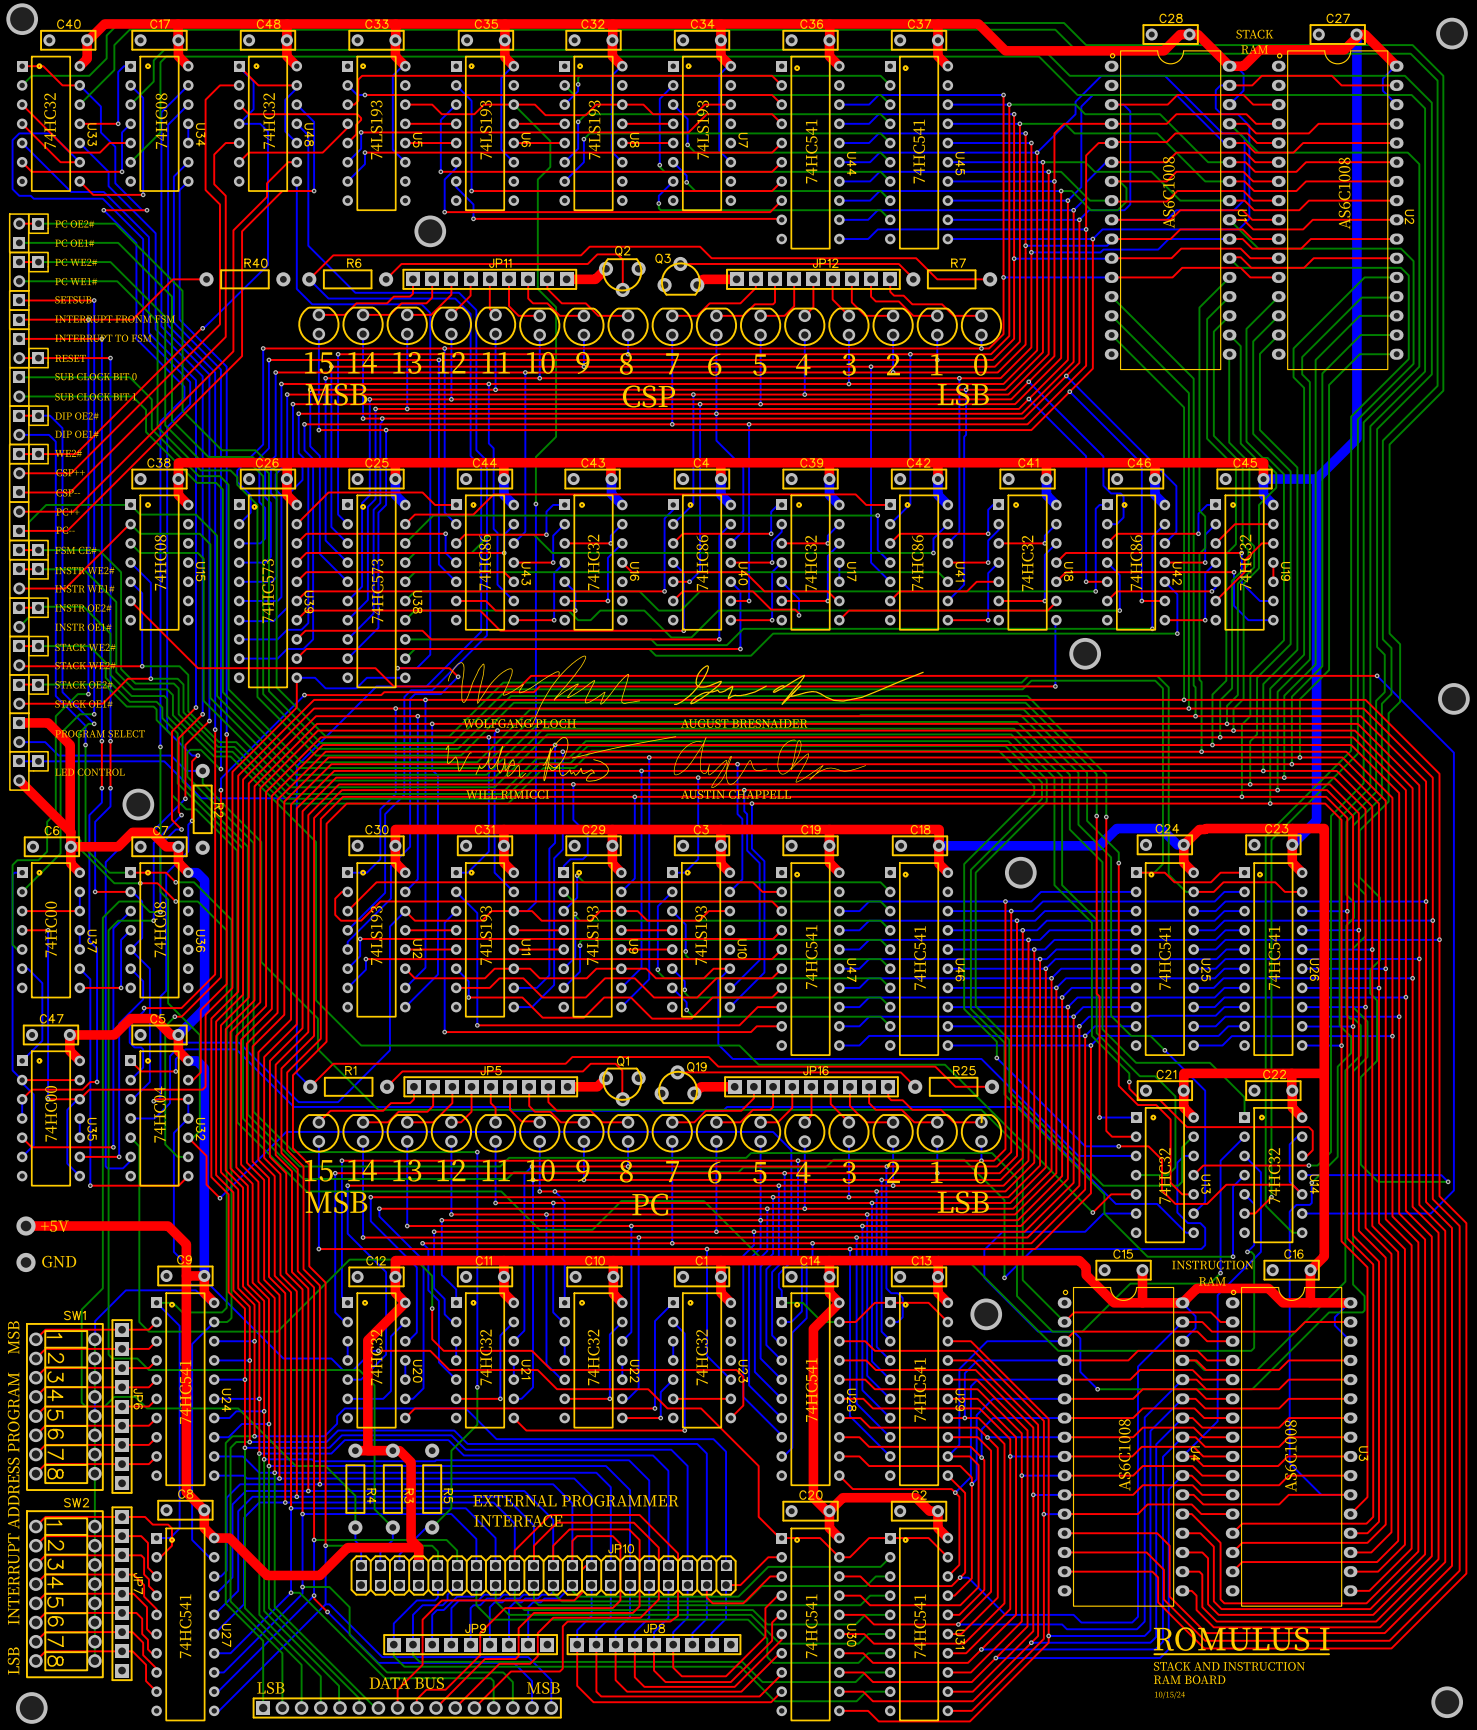 C40 C17 C48 C33 C35 C32 C34 C36 C37 C28 C27
STACK
RAM
74HC32 U33 74HC08 U34 74HC32 U48 74LS193 U5 74LS193 U6 74LS193 U8 74LS193 U7 74HC541 U44 74HC541 U45 AS6C1008 U1 AS6C1008 U2
PC OE2#
PC OE1#
PC WE2#
PC WE1#
SETSUB
INTERRUPT FRONM FSM
INTERRUPT TO FSM
RESET
SUB CLOCK BIT 0
SUB CLOCK BIT 1
DIP OE2#
DIP OE1#
WE2#
CSP++
CSP--
PC++
PC--
FSM CE#
INSTR WE2#
INSTR WE1#
INSTR OE2#
INSTR OE1#
STACK WE2#
STACK WE2#
STACK OE2#
STACK OE1#
PROGRAM SELECT
LED CONTROL
R40 R6 JP11 Q2 Q3 JP12 R7
15 14 13 12 11 10 9 8 7 6 5 4 3 2 1 0
MSB CSP LSB
C38 C26 C25 C44 C43 C4 C39 C42 C41 C46 C45
74HC08 U15 74HC573 U39 74HC573 U38 74HC86 U43 74HC32 U16 74HC86 U40 74HC32 U17 74HC86 U41 74HC32 U18 74HC86 U42 74HC32 U19
WOLFGANG PLOCH AUGUST BRESNAIDER
WILL RIMICCI AUSTIN CHAPPELL
R2
C6 C7 C30 C31 C29 C3 C19 C18 C24 C23
74HC00 U37 74HC08 U36 74LS193 U12 74LS193 U11 74LS193 U9 74LS193 U10 74HC541 U47 74HC541 U46 74HC541 U25 74HC541 U26
C47 C5
74HC00 U35 74HC04 U32
R1 JP5 Q1 Q19 JP16 R25 C21 C22
74HC32 U13 74HC32 U14
15 14 13 12 11 10 9 8 7 6 5 4 3 2 1 0
MSB PC LSB
+5V
GND
C9 C12 C11 C10 C1 C14 C13 C15 C16
INSTRUCTION
RAM
74HC541 U24 74HC32 U20 74HC32 U21 74HC32 U22 74HC32 U23 74HC541 U28 74HC541 U29 AS6C1008 U4 AS6C1008 U3
SW1
1 2 3 4 5 6 7 8
JP6
LSB INTERRUPT ADDRESS PROGRAM MSB
SW2
1 2 3 4 5 6 7 8
JP7
C8 C20 C2
R4 R3 R5
EXTERNAL PROGRAMMER
INTERFACE
JP10
74HC541 U27 74HC541 U30 74HC541 U31
JP9 JP8
LSB DATA BUS MSB
ROMULUS I
STACK AND INSTRUCTION
RAM BOARD
10/15/24